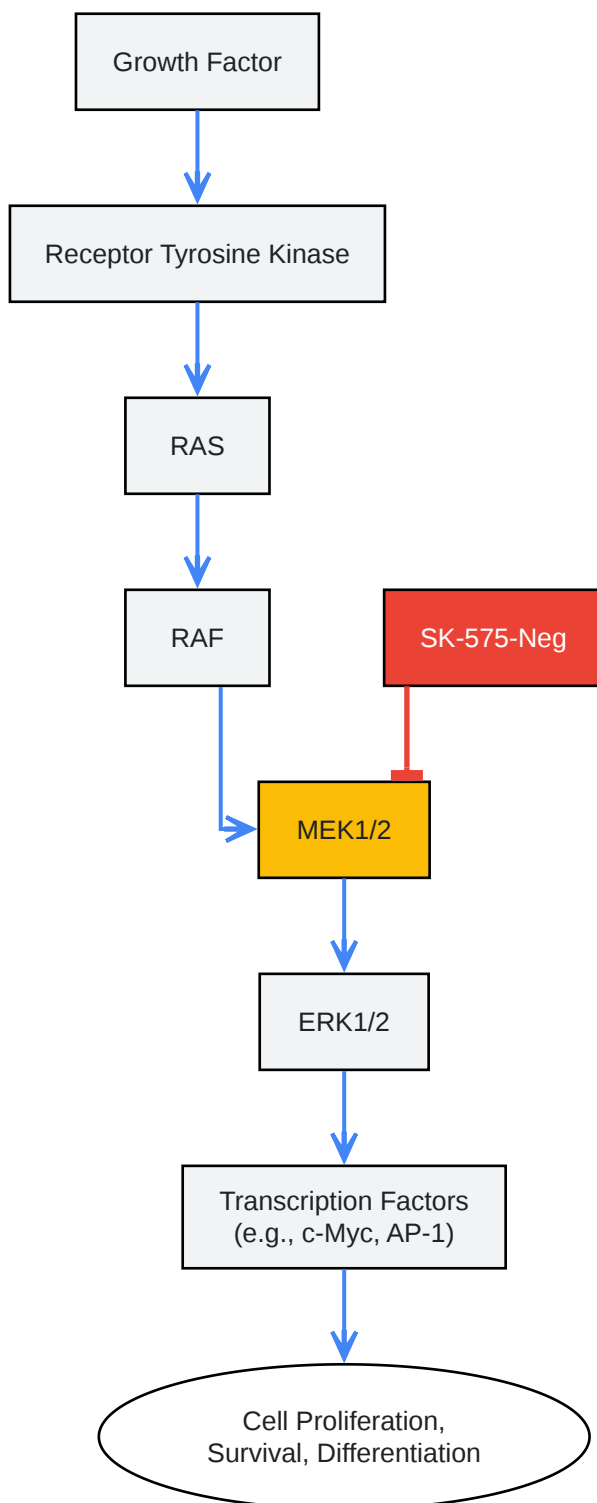 Growth Factor
Receptor Tyrosine Kinase
RAS
RAF
SK-575-Neg
MEK1/2
ERK1/2
Transcription Factors
(e.g., c-Myc, AP-1)
Cell Proliferation,
Survival, Differentiation